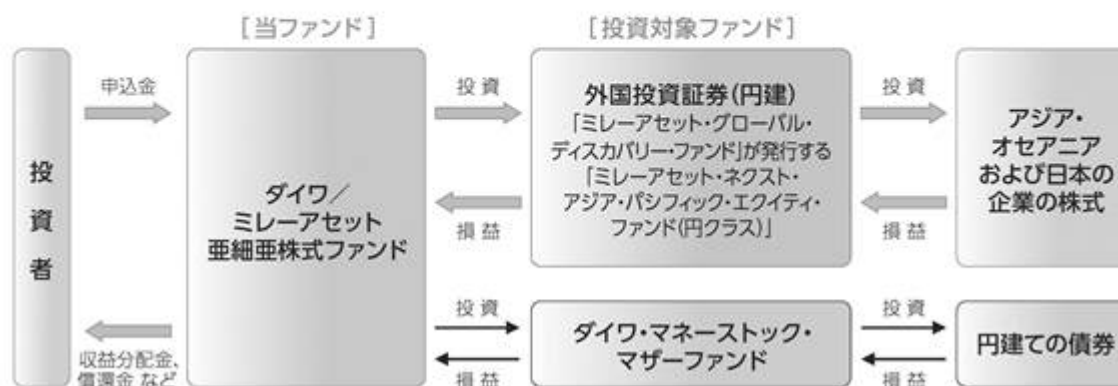 [当ファンド]
[投資対象ファンド]
投資者
申込金
収益分配金、
償還金 など
ダイワ／
ミレーアセット
亜細亜株式ファンド
投 資
損 益
外国投資証券(円建)
「ミレーアセット・グローバル・
ディスカバリー・ファンド」が発行する
「ミレーアセット・ネクスト・
アジア・パシフィック・エクイティ・
ファンド(円クラス)」
投 資
損 益
アジア・
オセアニア
および日本の
企業の株式
投 資
損 益
ダイワ・マネーストック・
マザーファンド
投 資
損 益
円建ての債券